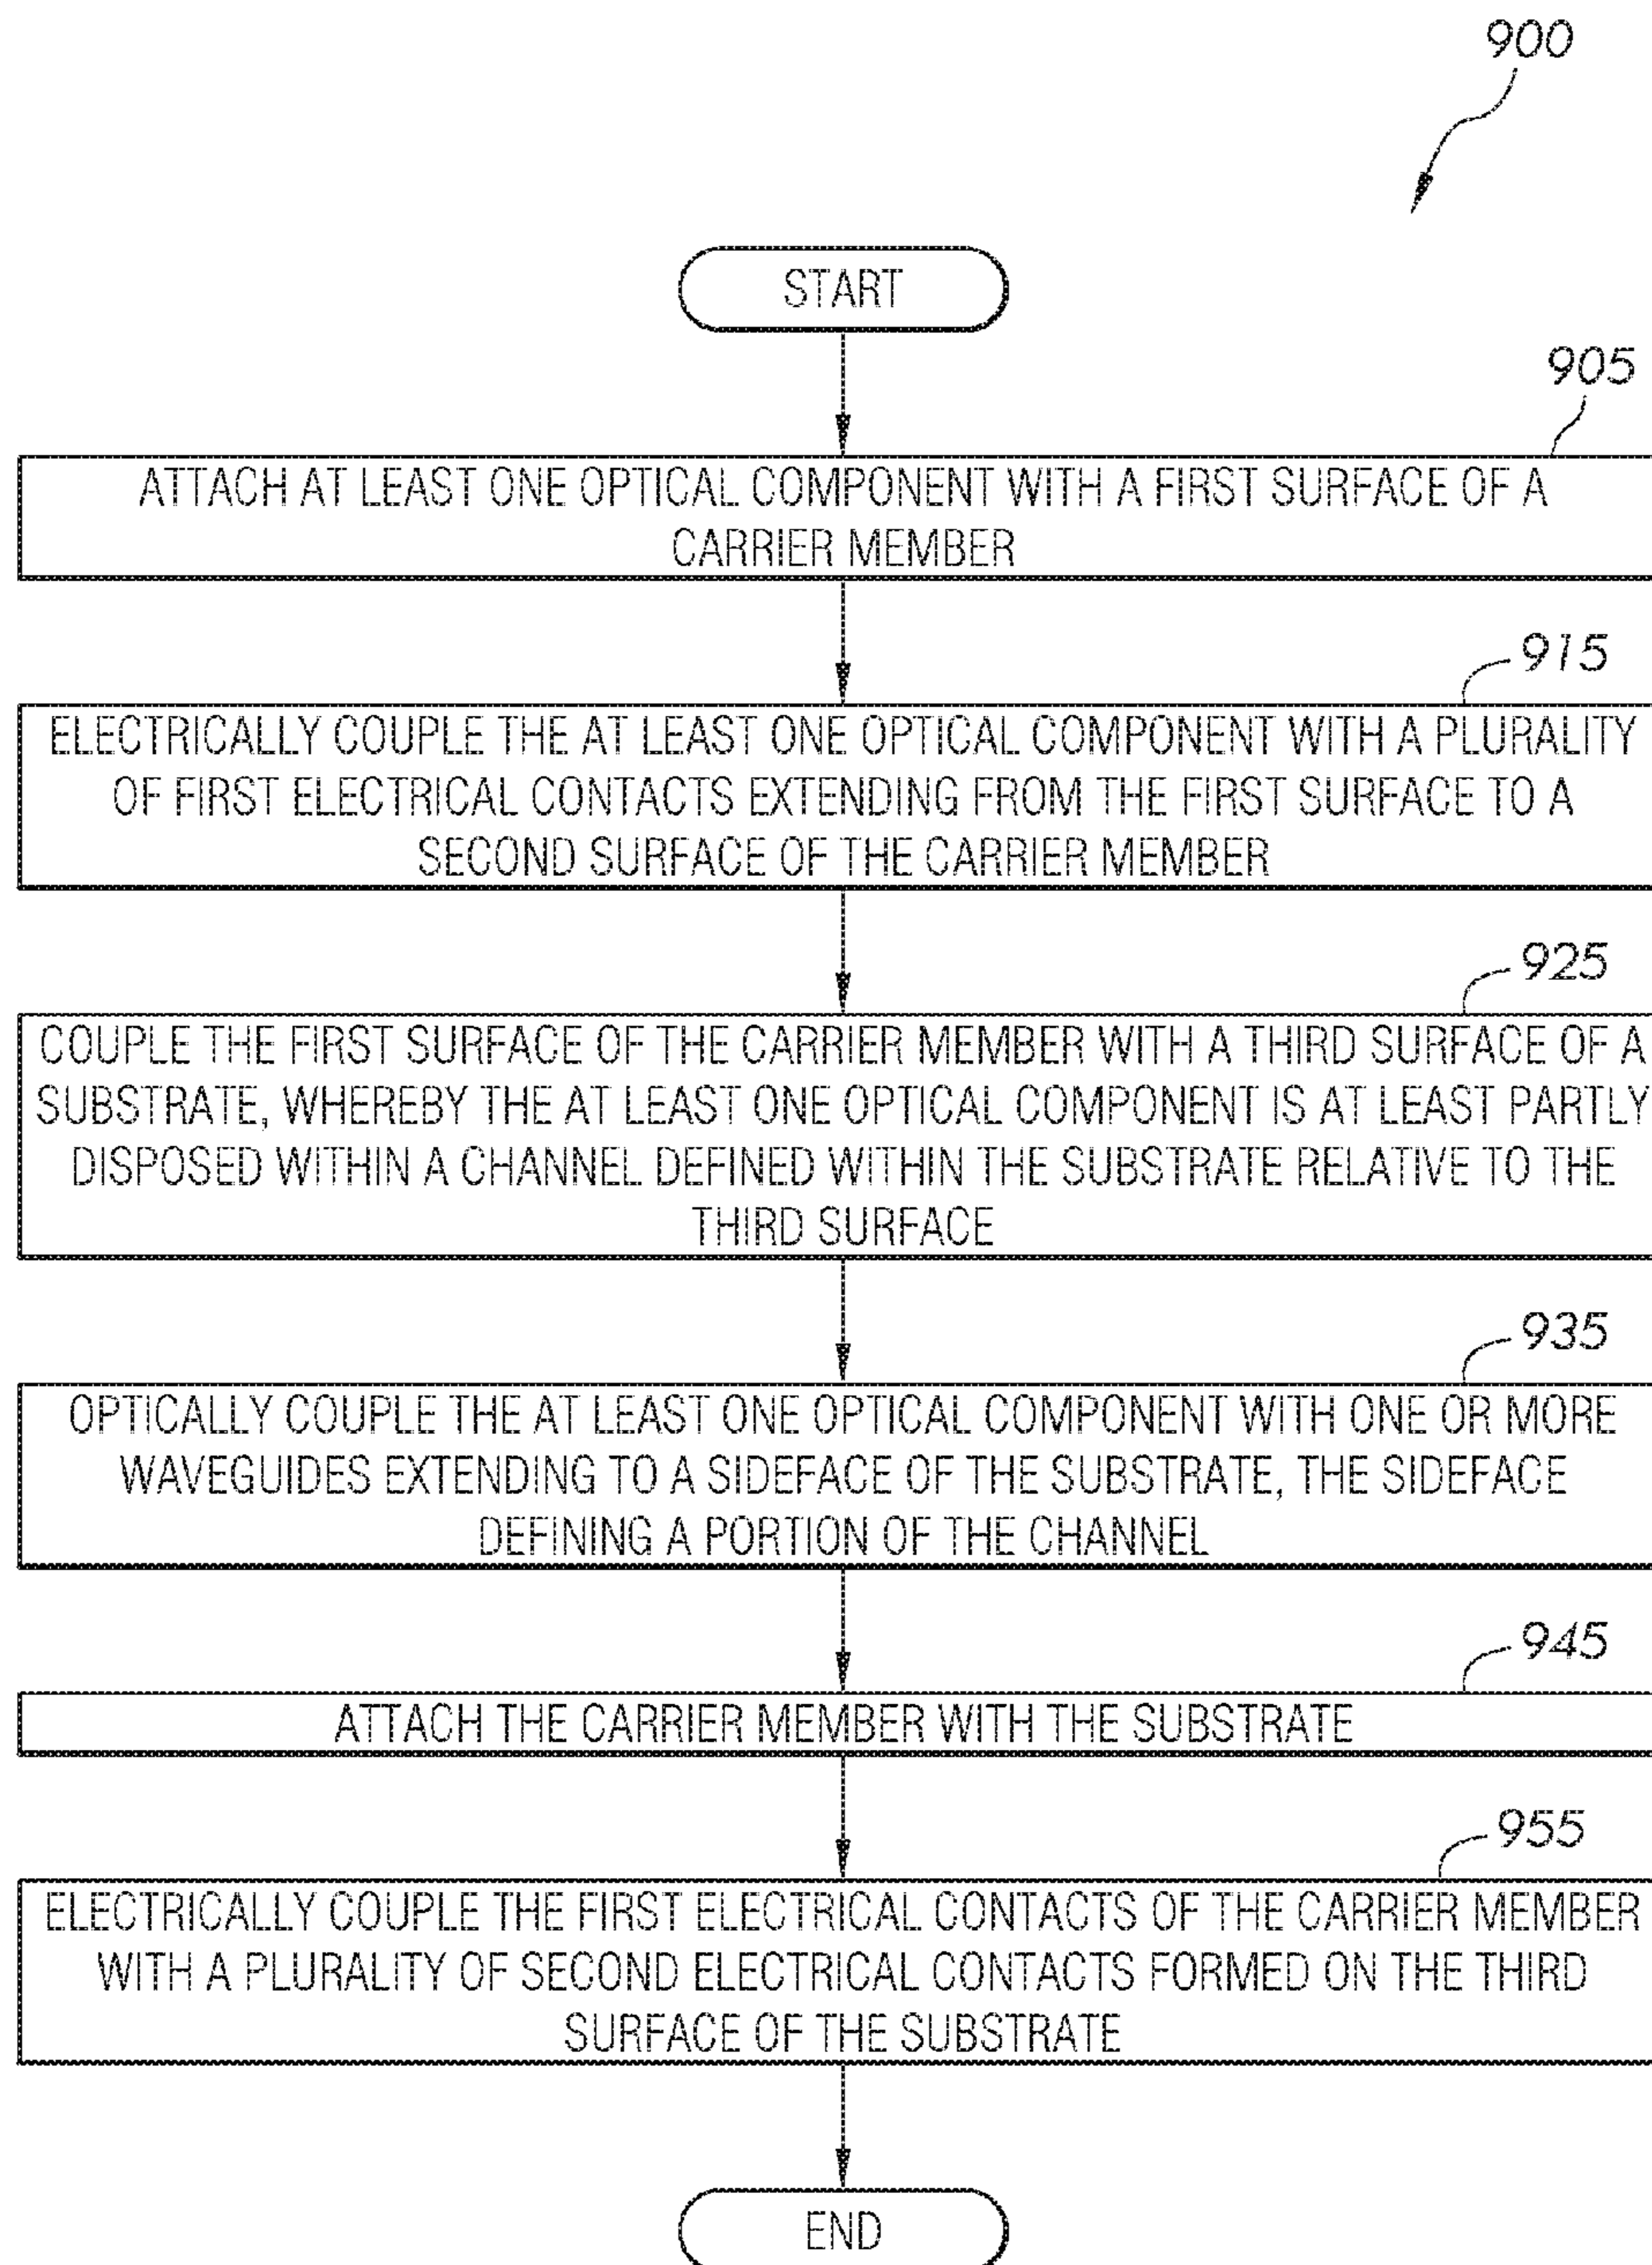 900
START
905
ATTACH AT LEAST ONE OPTICAL COMPONENT WITH A FIRST SURFACE OF A
CARRIER MEMBER
915
ELECTRICALLY COUPLE THE AT LEAST ONE OPTICAL COMPONENT WITH A PLURALITY
OF FIRST ELECTRICAL CONTACTS EXTENDING FROM THE FIRST SURFACE TO A
SECOND SURFACE OF THE CARRIER MEMBER
925
COUPLE THE FIRST SURFACE OF THE CARRIER MEMBER WITH A THIRD SURFACE OF A
SUBSTRATE, WHEREBY THE AT LEAST ONE OPTICAL COMPONENT IS AT LEAST PARTLY
DISPOSED WITHIN A CHANNEL DEFINED WITHIN THE SUBSTRATE RELATIVE TO THE
THIRD SURFACE
935
OPTICALLY COUPLE THE AT LEAST ONE OPTICAL COMPONENT WITH ONE OR MORE
WAVEGUIDES EXTENDING TO A SIDEFACE OF THE SUBSTRATE, THE SIDEFACE
DEFINING A PORTION OF THE CHANNEL
945
ATTACH THE CARRIER MEMBER WITH THE SUBSTRATE
955
ELECTRICALLY COUPLE THE FIRST ELECTRICAL CONTACTS OF THE CARRIER MEMBER
WITH A PLURALITY OF SECOND ELECTRICAL CONTACTS FORMED ON THE THIRD
SURFACE OF THE SUBSTRATE
END